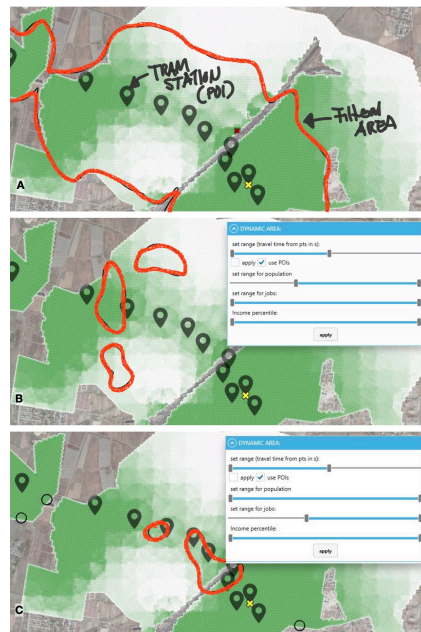 TRAM
STATION
(POI)
AREA
A
DYNAMIC AREA:
set range (travel time from pts in s):
apply use POIs
set range for population
set range for jobs:
Income percentile:
apply
B
DYNAMIC AREA:
set range (travel time from pts in s):
apply use POIs
set range for population
set range for jobs:
Income percentile:
apply
C